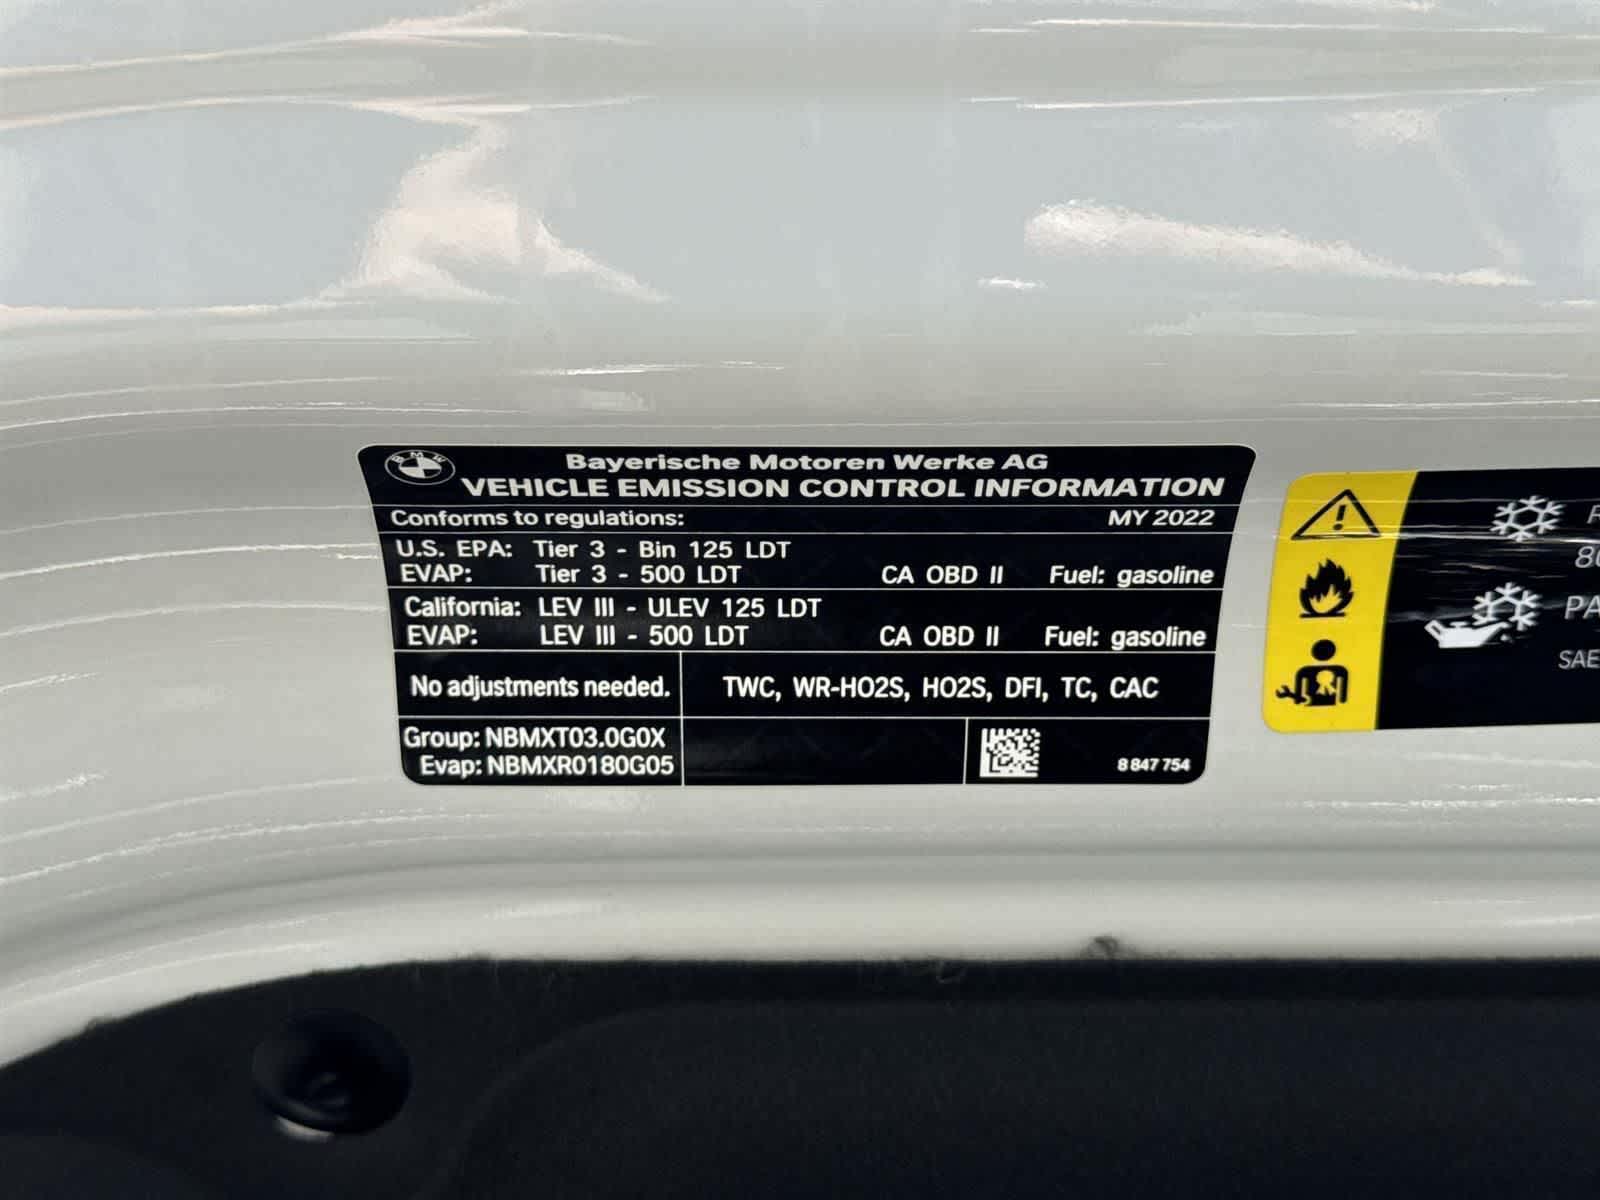 BMW
Bayerische Motoren Werke AG
VEHICLE EMISSION CONTROL INFORMATION
Conforms to regulations: MY 2022
U.S. EPA: Tier 3 - Bin 125 LDT
EVAP: Tier 3 - 500 LDT CA OBD II Fuel: gasoline
California: LEV III - ULEV 125 LDT
EVAP: LEV III - 500 LDT CA OBD II Fuel: gasoline
No adjustments needed. TWC, WR-HO2S, HO2S, DFI, TC, CAC
Group: NBMXT03.0G0X
Evap: NBMXR0180G05
8 847 754
PA
SAE